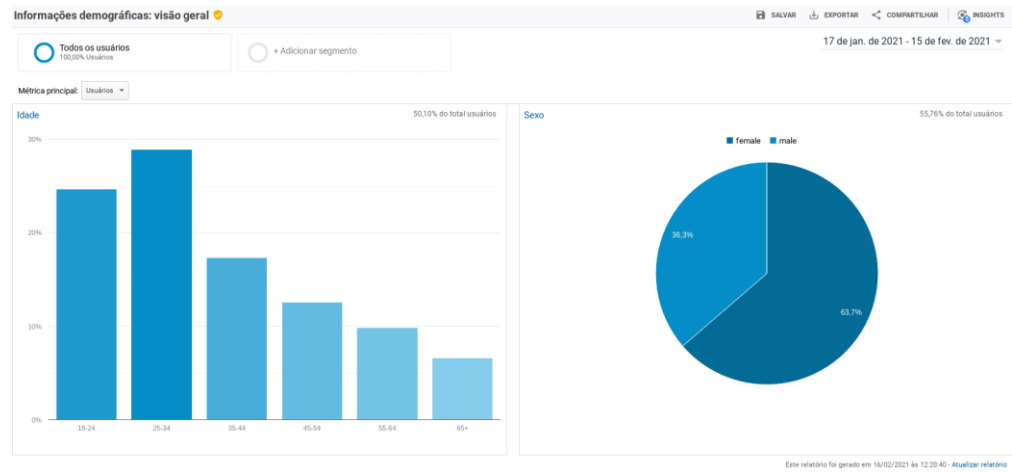 Informações demográficas: visão geral
SALVAR EXPORTAR COMPARTILHAR INSIGHTS
Todos os usuários
100,00% Usuários
+ Adicionar segmento
17 de jan. de 2021 - 15 de fev. de 2021
Métrica principal: Usuários
Idade
50,10% do total usuários
30%
20%
10%
0%
18-24 25-34 35-44 45-54 55-64 65+
Sexo
55,76% do total usuários
female male
36,3%
63,7%
Este relatório foi gerado em 16/02/2021 às 12:20:40 - Atualizar relatório